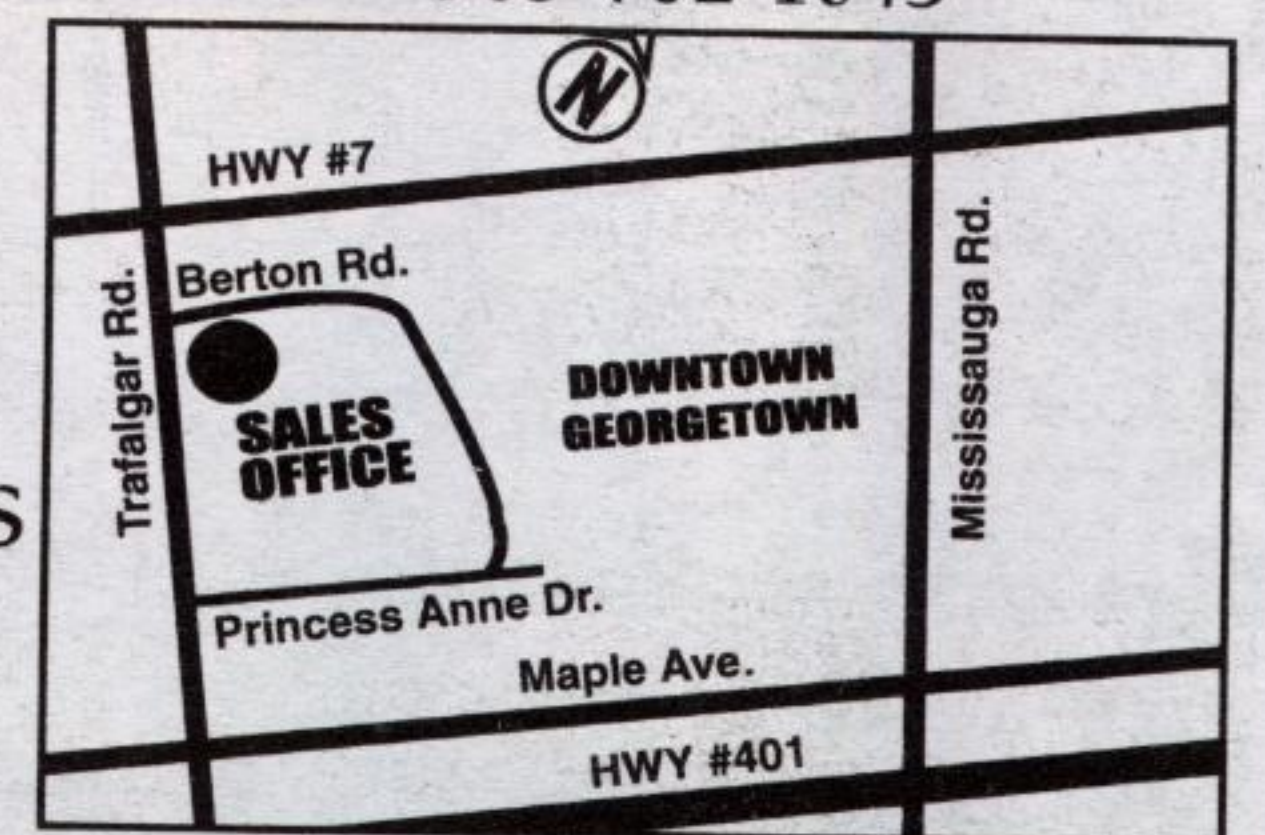 N
HWY #7
Berton Rd.
Trafalgar Rd.
SALES
OFFICE
DOWNTOWN
GEORGETOWN
Mississauga Rd.
Princess Anne Dr.
Maple Ave.
HWY #401